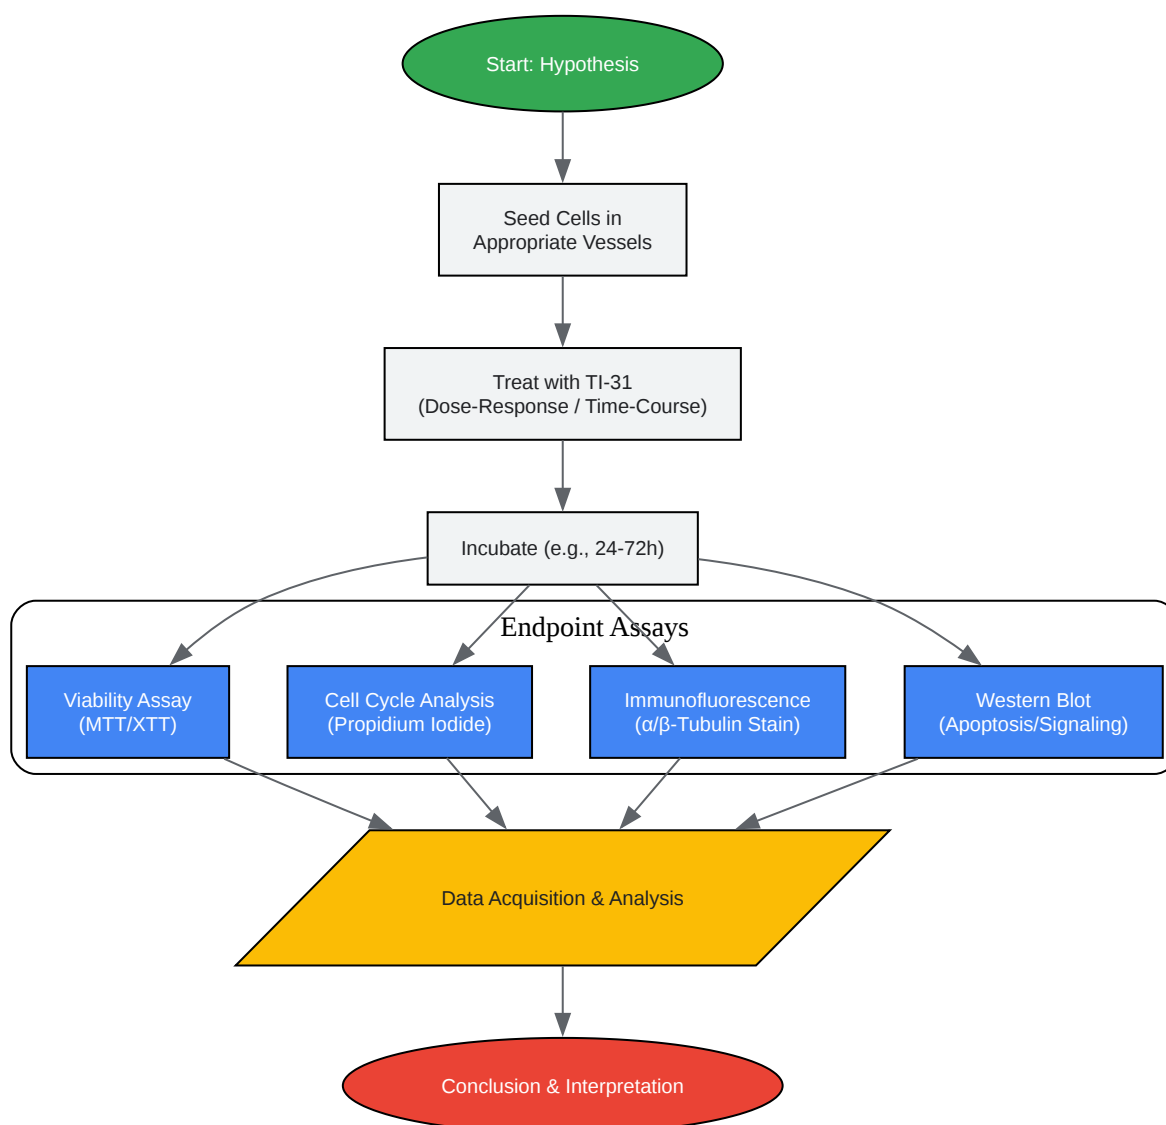 Start: Hypothesis
Seed Cells in
Appropriate Vessels
Treat with TI-31
(Dose-Response / Time-Course)
Incubate (e.g., 24-72h)
Endpoint Assays
Viability Assay
(MTT/XTT)
Cell Cycle Analysis
(Propidium Iodide)
Immunofluorescence
(α/β-Tubulin Stain)
Western Blot
(Apoptosis/Signaling)
Data Acquisition & Analysis
Conclusion & Interpretation